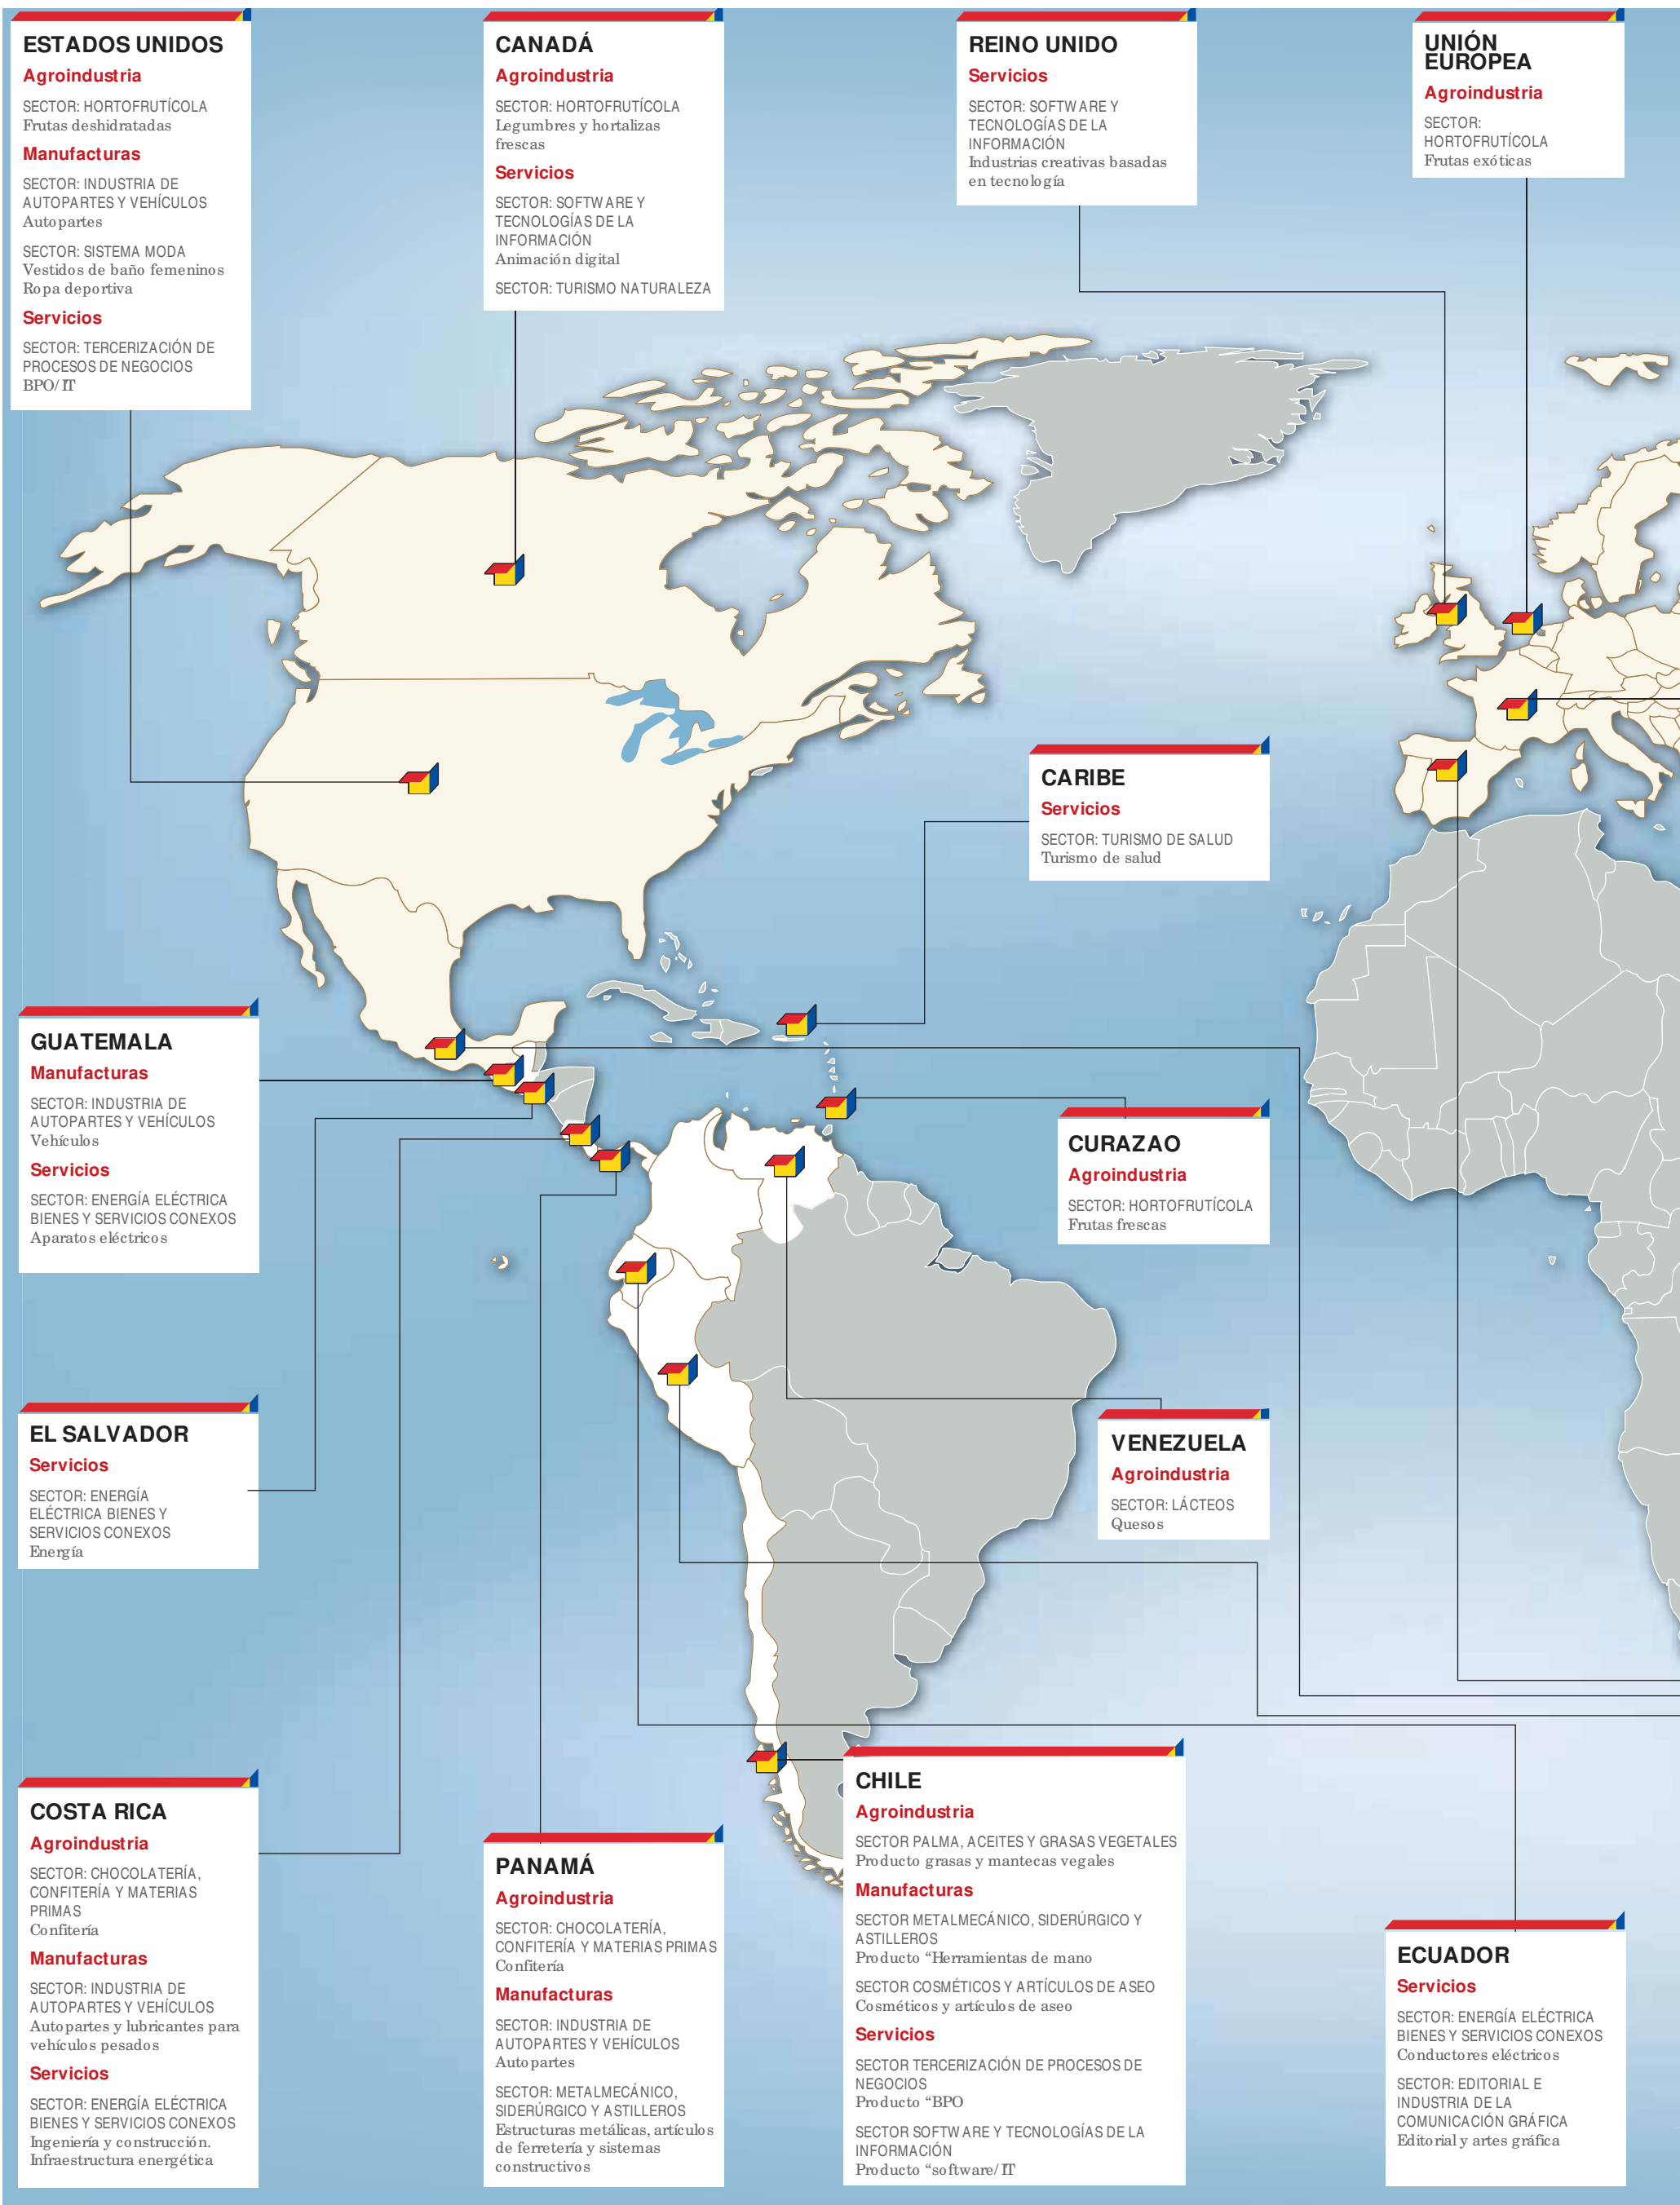 ESTADOS UNIDOS
Agroindustria
SECTOR: HORTOFRUTÍCOLA
Frutas deshidratadas
Manufacturas
SECTOR: INDUSTRIA DE
AUTOPARTES Y VEHÍCULOS
Autopartes
SECTOR: SISTEMA MODA
Vestidos de baño femeninos
Ropa deportiva
Servicios
SECTOR: TERCERIZACIÓN DE
PROCESOS DE NEGOCIOS
BPO/IT
CANADÁ
Agroindustria
SECTOR: HORTOFRUTÍCOLA
Legumbres y hortalizas
frescas
Servicios
SECTOR: SOFTWARE Y
TECNOLOGÍAS DE LA
INFORMACIÓN
Animación digital
SECTOR: TURISMO NATURALEZA
REINO UNIDO
Servicios
SECTOR: SOFTWARE Y
TECNOLOGÍAS DE LA
INFORMACIÓN
Industrias creativas basadas
en tecnología
UNIÓN
EUROPEA
Agroindustria
SECTOR:
HORTOFRUTÍCOLA
Frutas exóticas
CARIBE
Servicios
SECTOR: TURISMO DE SALUD
Turismo de salud
GUATEMALA
Manufacturas
SECTOR: INDUSTRIA DE
AUTOPARTES Y VEHÍCULOS
Vehículos
Servicios
SECTOR: ENERGÍA ELÉCTRICA
BIENES Y SERVICIOS CONEXOS
Aparatos eléctricos
CURAZAO
Agroindustria
SECTOR: HORTOFRUTÍCOLA
Frutas frescas
EL SALVADOR
Servicios
SECTOR: ENERGÍA
ELÉCTRICA BIENES Y
SERVICIOS CONEXOS
Energía
VENEZUELA
Agroindustria
SECTOR: LÁCTEOS
Quesos
COSTA RICA
Agroindustria
SECTOR: CHOCOLATERÍA,
CONFITERÍA Y MATERIAS
PRIMAS
Confitería
Manufacturas
SECTOR: INDUSTRIA DE
AUTOPARTES Y VEHÍCULOS
Autopartes y lubricantes para
vehículos pesados
Servicios
SECTOR: ENERGÍA ELÉCTRICA
BIENES Y SERVICIOS CONEXOS
Ingeniería y construcción.
Infraestructura energética
PANAMÁ
Agroindustria
SECTOR: CHOCOLATERÍA,
CONFITERÍA Y MATERIAS PRIMAS
Confitería
Manufacturas
SECTOR: INDUSTRIA DE
AUTOPARTES Y VEHÍCULOS
Autopartes
SECTOR: METALMECÁNICO,
SIDERÚRGICO Y ASTILLEROS
Estructuras metálicas, artículos
de ferretería y sistemas
constructivos
CHILE
Agroindustria
SECTOR PALMA, ACEITES Y GRASAS VEGETALES
Producto grasas y mantecas vegales
Manufacturas
SECTOR METALMECÁNICO, SIDERÚRGICO Y
ASTILLEROS
Producto “Herramientas de mano
SECTOR COSMÉTICOS Y ARTÍCULOS DE ASEO
Cosméticos y artículos de aseo
Servicios
SECTOR TERCERIZACIÓN DE PROCESOS DE
NEGOCIOS
Producto “BPO
SECTOR SOFTWARE Y TECNOLOGÍAS DE LA
INFORMACIÓN
Producto “software/IT
ECUADOR
Servicios
SECTOR: ENERGÍA ELÉCTRICA
BIENES Y SERVICIOS CONEXOS
Conductores eléctricos
SECTOR: EDITORIAL E
INDUSTRIA DE LA
COMUNICACIÓN GRÁFICA
Editorial y artes gráfica